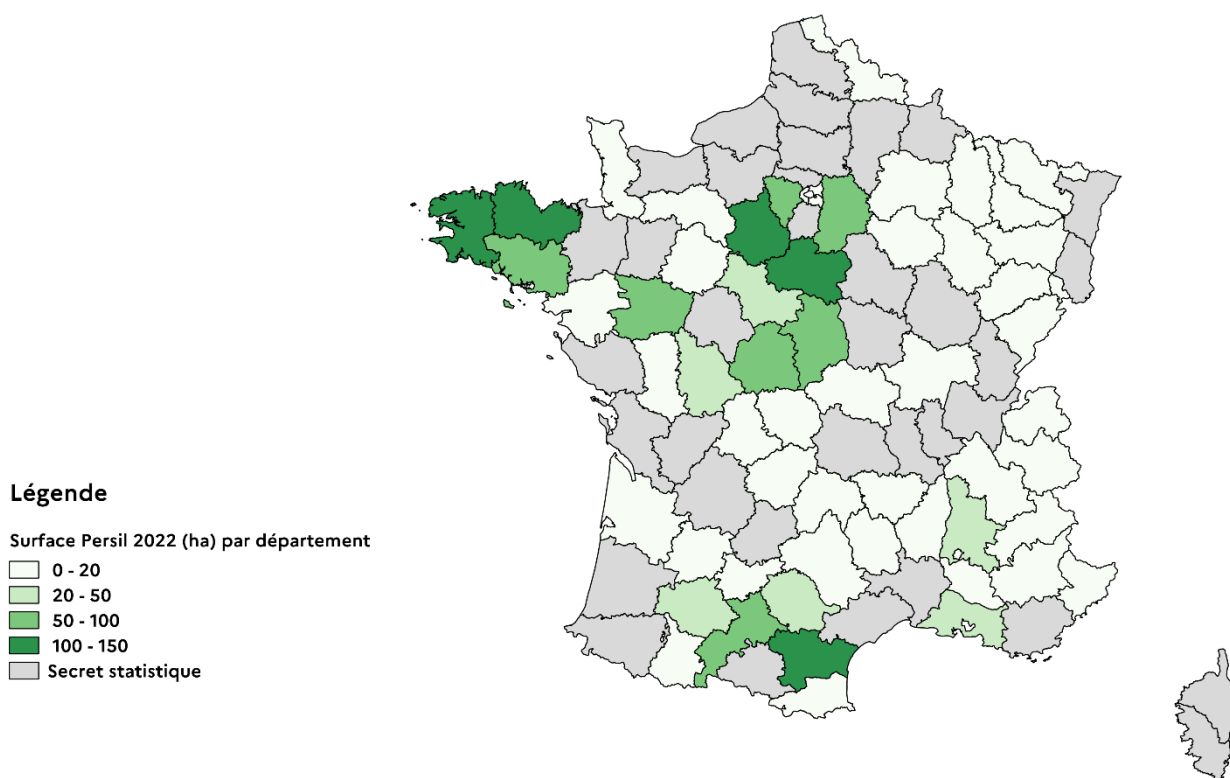 Légende
Surface Persil 2022 (ha) par département
0 - 20
20 - 50
50 - 100
100 - 150
Secret statistique